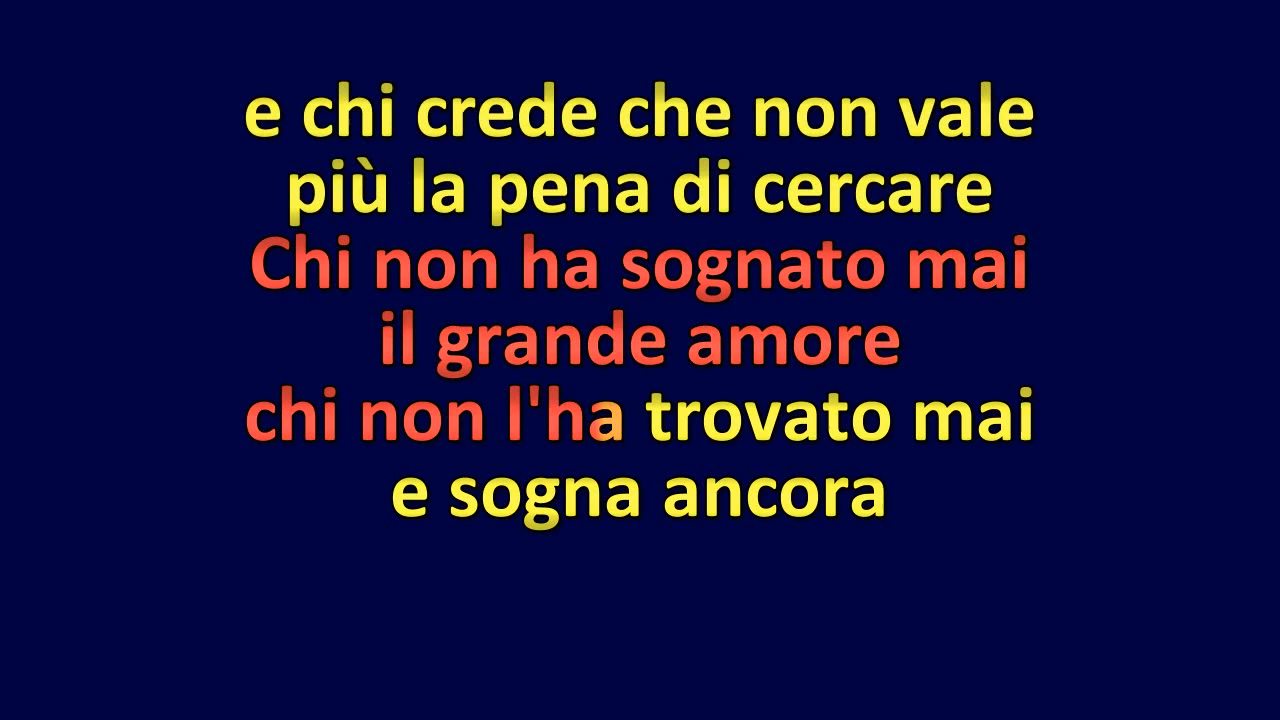 e chi crede che non vale
più la pena di cercare
Chi non ha sognato mai
il grande amore
chi non l'ha trovato mai
e sogna ancora